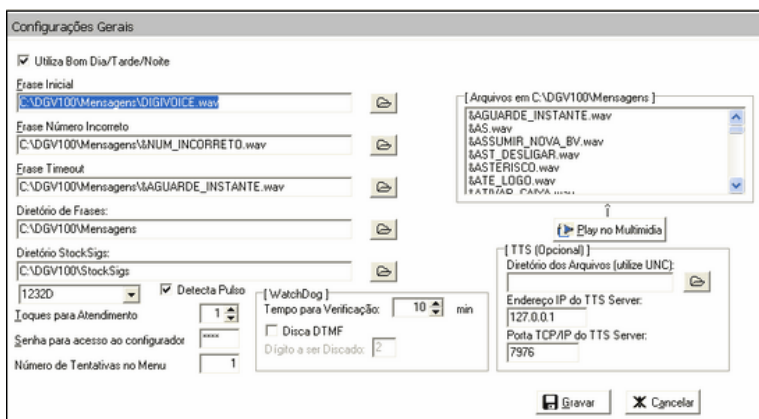 Configurações Gerais
Utiliza Bom Dia/Tarde/Noite
Frase Inicial
C:\DGV100\Mensagens\DIGIVOICE.wav
Frase Número Incorreto
C:\DGV100\Mensagens\&NUM_INCORRETO.wav
Frase Timeout
C:\DGV100\Mensagens\&AGUARDE_INSTANTE.wav
Diretório de Frases:
C:\DGV100\Mensagens
Diretório StockSigs:
C:\DGV100\StockSigs
1232D
Detecta Pulso
Toques para Atendimento
1
Senha para acesso ao configurador
****
Número de Tentativas no Menu
1
[WatchDog]
Tempo para Verificação:
10
min
Disca DTMF
Dígito a ser Discado:
2
[ Arquivos em C:\DGV100\Mensagens ]
&AGUARDE_INSTANTE.wav
&AS.wav
&ASSUMIR_NOVA_BV.wav
&AST_DESLIGAR.wav
&ASTERISCO.wav
&ATE_LOGO.wav
&ATIVAR_CAIXA.wav
Play no Multimidia
[ TTS (Opcional) ]
Diretório dos Arquivos (utilize UNC):
Endereço IP do TTS Server:
127.0.0.1
Porta TCP/IP do TTS Server:
7976
Gravar
Cancelar